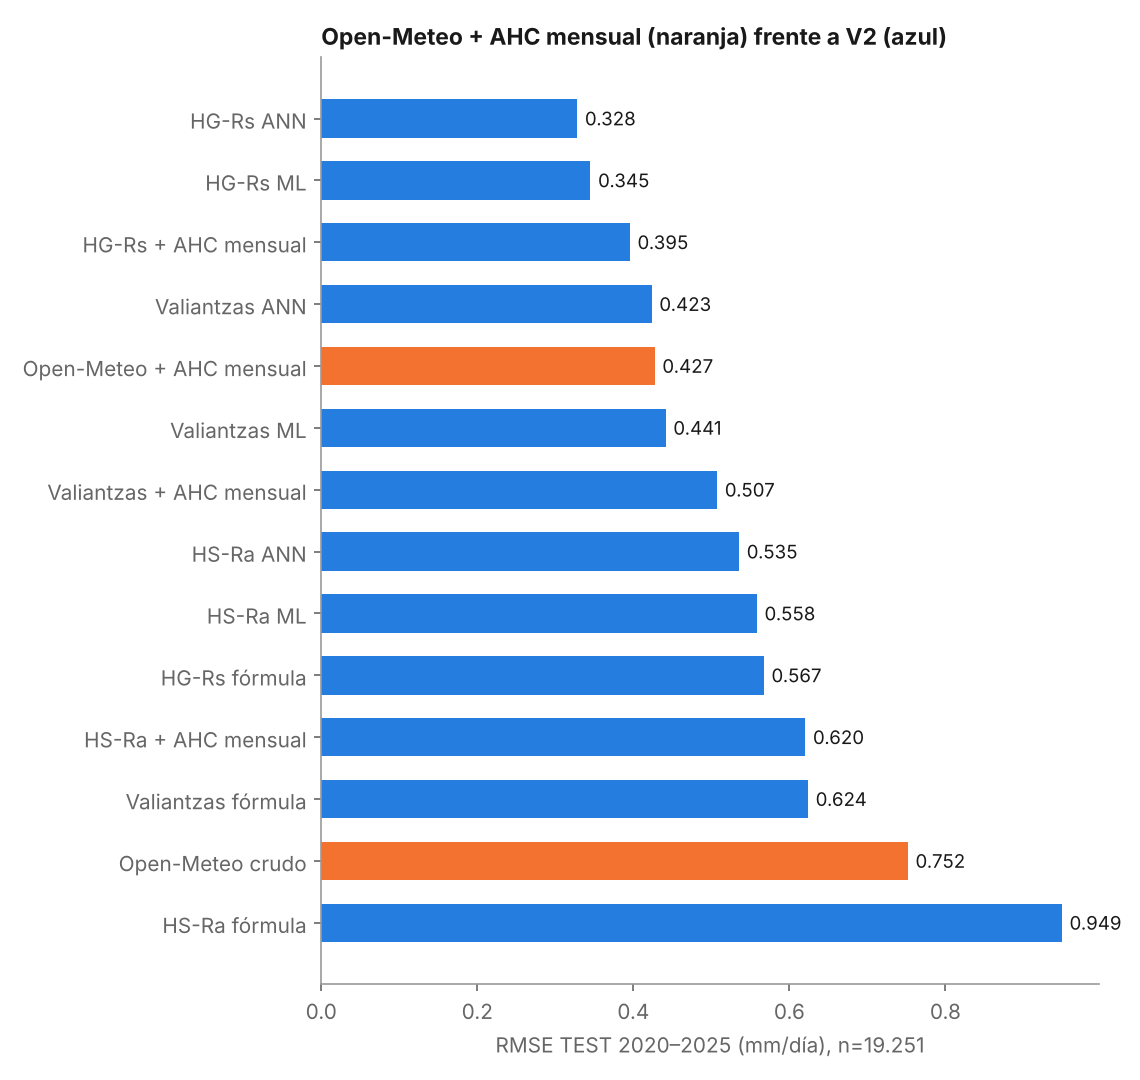 Open-Meteo + AHC mensual (naranja) frente a V2 (azul)
HG-Rs ANN 0.328
HG-Rs ML 0.345
HG-Rs + AHC mensual 0.395
Valiantzas ANN 0.423
Open-Meteo + AHC mensual 0.427
Valiantzas ML 0.441
Valiantzas + AHC mensual 0.507
HS-Ra ANN 0.535
HS-Ra ML 0.558
HG-Rs fórmula 0.567
HS-Ra + AHC mensual 0.620
Valiantzas fórmula 0.624
Open-Meteo crudo 0.752
HS-Ra fórmula 0.949
0.0 0.2 0.4 0.6 0.8
RMSE TEST 2020–2025 (mm/día), n=19.251